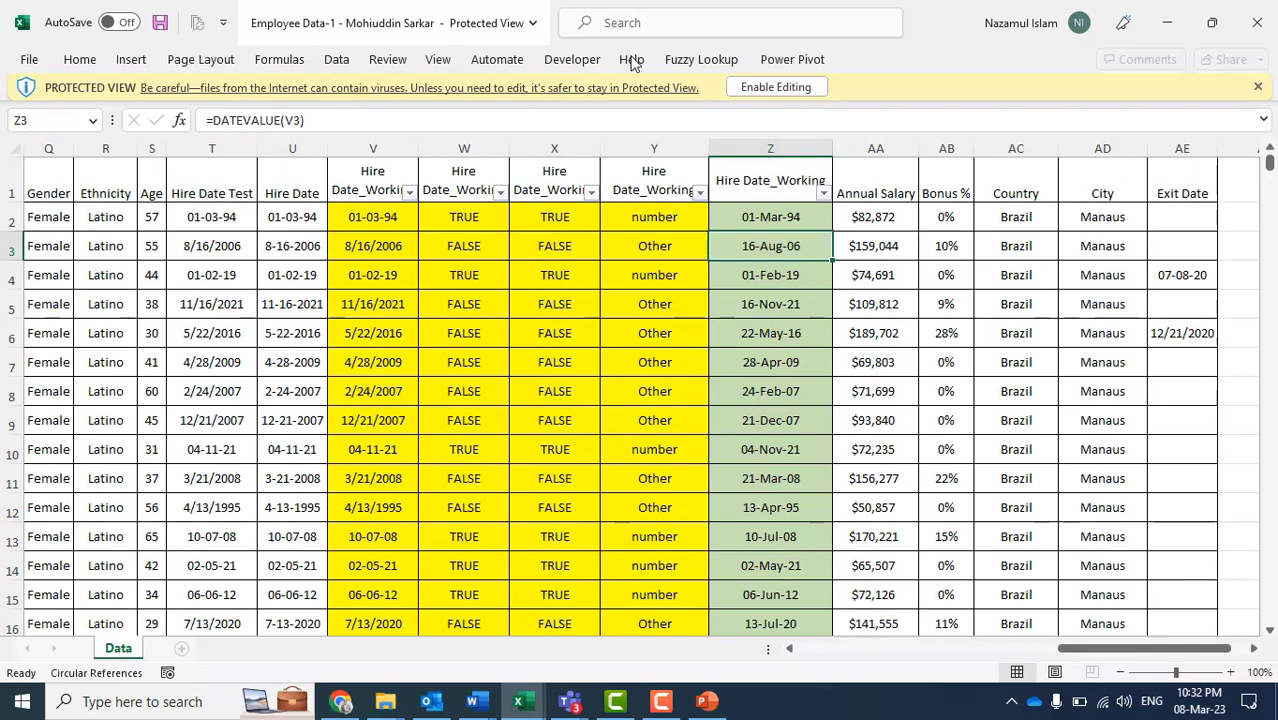 AutoSave Off Employee Data-1 - Mohiuddin Sarkar - Protected View Search Nazamul Islam NI
File Home Insert Page Layout Formulas Data Review View Automate Developer Help Fuzzy Lookup Power Pivot Comments Share
PROTECTED VIEW Be careful—files from the Internet can contain viruses. Unless you need to edit, it's safer to stay in Protected View. Enable Editing
Z3 fx =DATEVALUE(V3)
Q R S T U V W X Y Z AA AB AC AD AE
Hire Hire Hire Hire
1 Gender Ethnicity Age Hire Date Test Hire Date Date_Workin Date_Workin Date_Workin Date_Working Hire Date_Working Annual Salary Bonus % Country City Exit Date
2 Female Latino 57 01-03-94 01-03-94 01-03-94 TRUE TRUE number 01-Mar-94 $82,872 0% Brazil Manaus
3 Female Latino 55 8/16/2006 8-16-2006 8/16/2006 FALSE FALSE Other 16-Aug-06 $159,044 10% Brazil Manaus
4 Female Latino 44 01-02-19 01-02-19 01-02-19 TRUE TRUE number 01-Feb-19 $74,691 0% Brazil Manaus 07-08-20
5 Female Latino 38 11/16/2021 11-16-2021 11/16/2021 FALSE FALSE Other 16-Nov-21 $109,812 9% Brazil Manaus
6 Female Latino 30 5/22/2016 5-22-2016 5/22/2016 FALSE FALSE Other 22-May-16 $189,702 28% Brazil Manaus 12/21/2020
7 Female Latino 41 4/28/2009 4-28-2009 4/28/2009 FALSE FALSE Other 28-Apr-09 $69,803 0% Brazil Manaus
8 Female Latino 60 2/24/2007 2-24-2007 2/24/2007 FALSE FALSE Other 24-Feb-07 $71,699 0% Brazil Manaus
9 Female Latino 45 12/21/2007 12-21-2007 12/21/2007 FALSE FALSE Other 21-Dec-07 $93,840 0% Brazil Manaus
10 Female Latino 31 04-11-21 04-11-21 04-11-21 TRUE TRUE number 04-Nov-21 $72,235 0% Brazil Manaus
11 Female Latino 37 3/21/2008 3-21-2008 3/21/2008 FALSE FALSE Other 21-Mar-08 $156,277 22% Brazil Manaus
12 Female Latino 56 4/13/1995 4-13-1995 4/13/1995 FALSE FALSE Other 13-Apr-95 $50,857 0% Brazil Manaus
13 Female Latino 65 10-07-08 10-07-08 10-07-08 TRUE TRUE number 10-Jul-08 $170,221 15% Brazil Manaus
14 Female Latino 42 02-05-21 02-05-21 02-05-21 TRUE TRUE number 02-May-21 $65,507 0% Brazil Manaus
15 Female Latino 34 06-06-12 06-06-12 06-06-12 TRUE TRUE number 06-Jun-12 $72,126 0% Brazil Manaus
16 Female Latino 29 7/13/2020 7-13-2020 7/13/2020 FALSE FALSE Other 13-Jul-20 $141,555 11% Brazil Manaus
Data
Ready Circular References 100%
Type here to search 3 ENG 10:32 PM
08-Mar-23